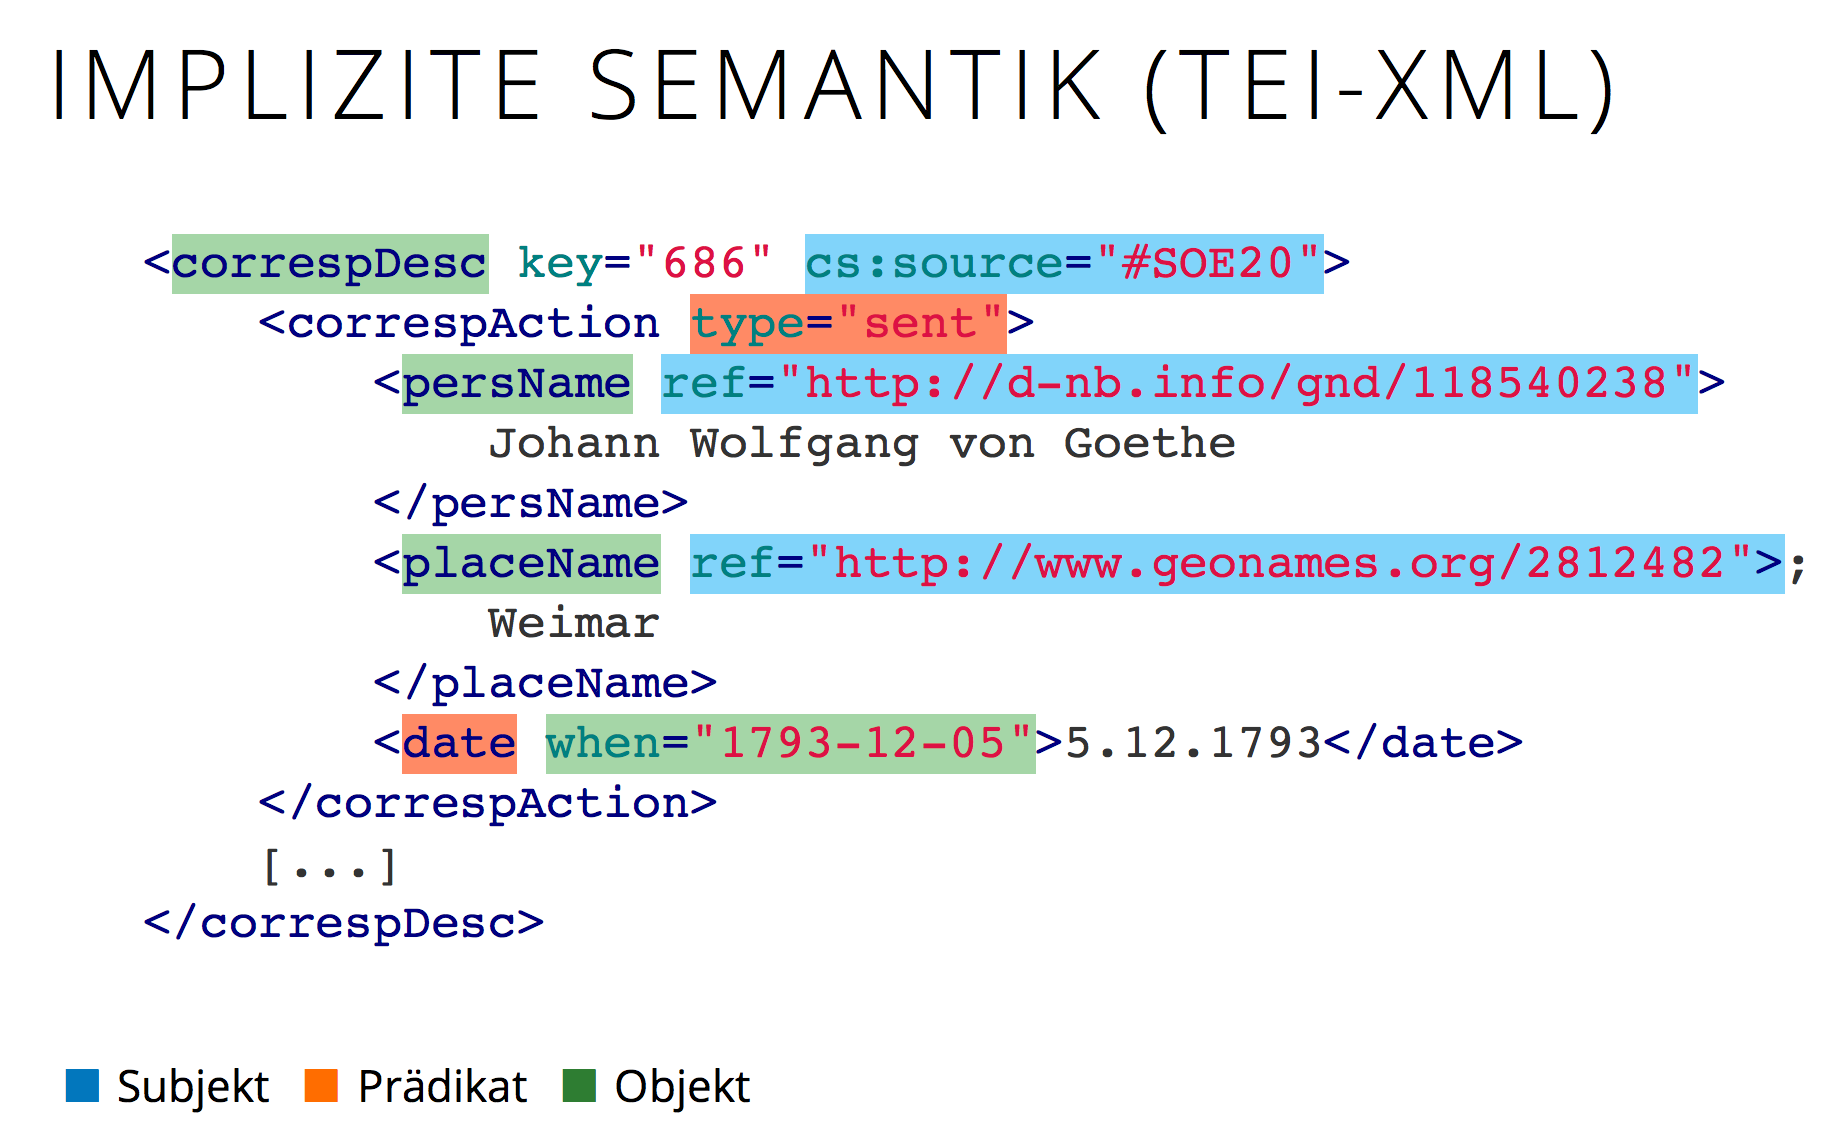 IMPLIZITE SEMANTIK (TEI-XML)
<correspDesc key="686" cs:source="#SOE20">
<correspAction type="sent">
<persName ref="http://d-nb.info/gnd/118540238">
Johann Wolfgang von Goethe
</persName>
<placeName ref="http://www.geonames.org/2812482">;
Weimar
</placeName>
<date when="1793-12-05">5.12.1793</date>
</correspAction>
[...]
</correspDesc>
Subjekt Prädikat Objekt